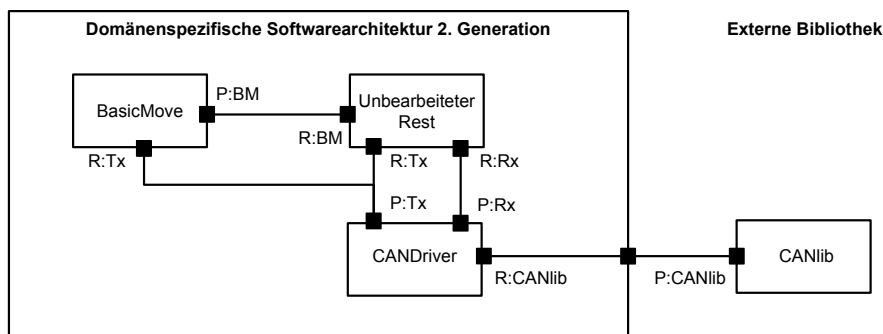 Domänenspezifische Softwarearchitektur 2. Generation
Externe Bibliothek
P:BM
BasicMove
Unbearbeiteter
Rest
R:BM
R:Tx
R:Tx
R:Rx
P:Tx
P:Rx
CANDriver
CANlib
R:CANlib
P:CANlib